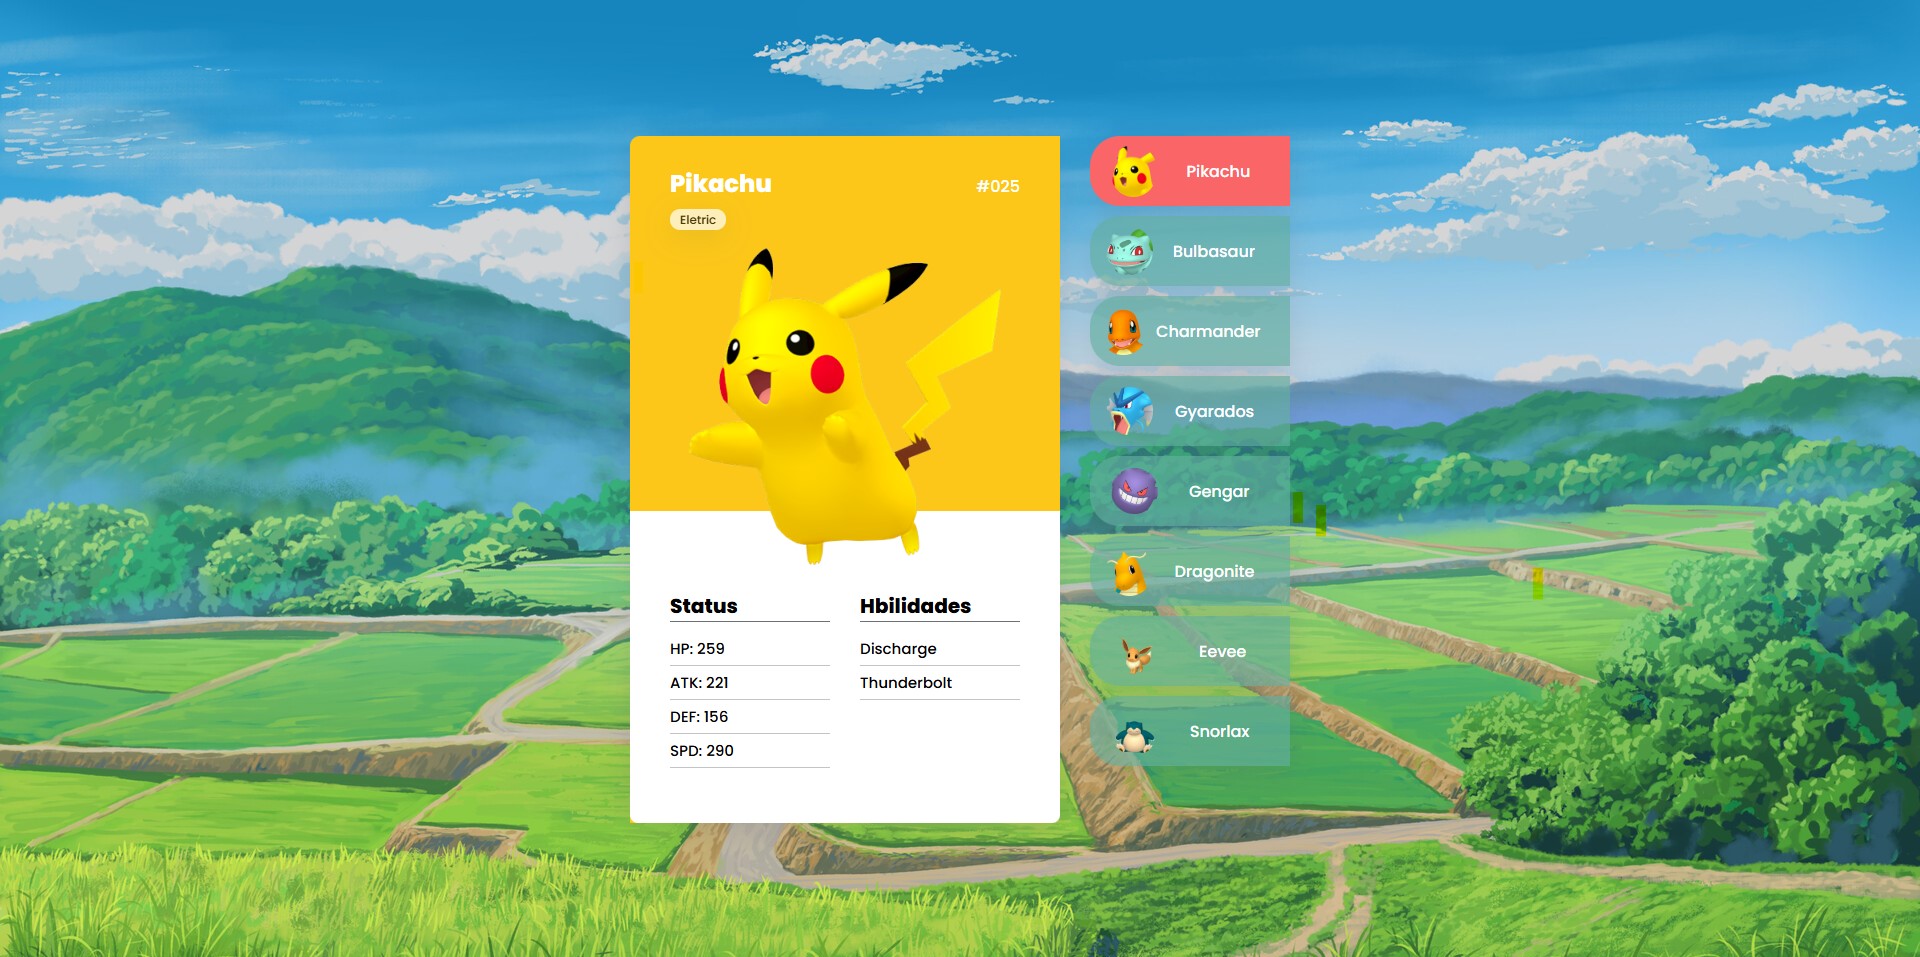 Pikachu
#025
Eletric
Status
HP: 259
ATK: 221
DEF: 156
SPD: 290
Hbilidades
Discharge
Thunderbolt
Pikachu
Bulbasaur
Charmander
Gyarados
Gengar
Dragonite
Eevee
Snorlax